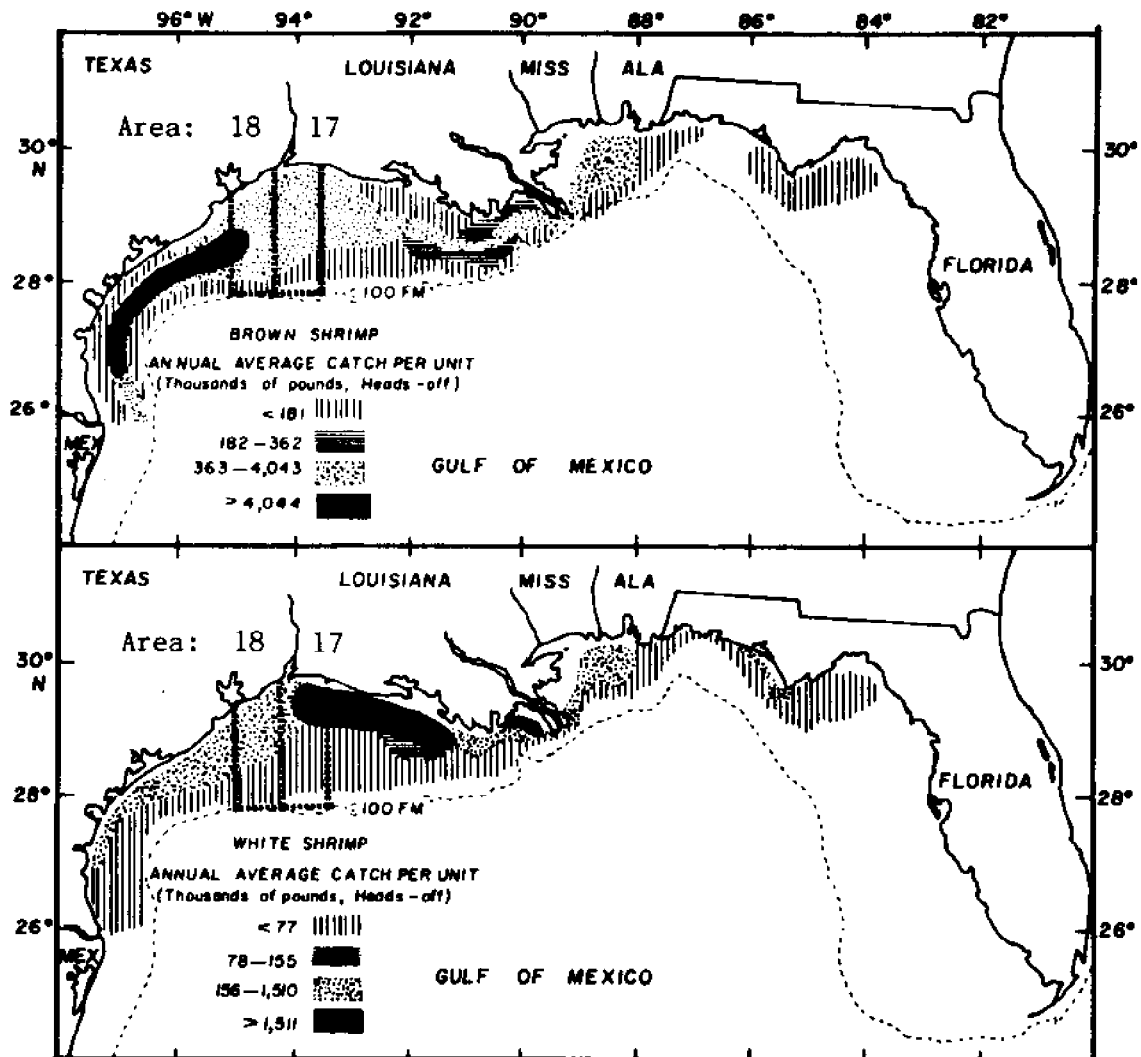 96° W 94° 92° 90° 88° 86° 84° 82°
TEXAS LOUISIANA MISS ALA
Area: 18 17
30° N 30°
28° 28°
26° 26°
FLORIDA
100 FM
BROWN SHRIMP
ANNUAL AVERAGE CATCH PER UNIT
(Thousands of pounds, Heads-off)
< 181
182-362
363-4,043
> 4,044
MEX
GULF OF MEXICO
TEXAS LOUISIANA MISS ALA
Area: 18 17
30° N 30°
28° 28°
26° 26°
FLORIDA
100 FM
WHITE SHRIMP
ANNUAL AVERAGE CATCH PER UNIT
(Thousands of pounds, Heads-off)
< 77
78-155
156-1,510
> 1,511
MEX
GULF OF MEXICO